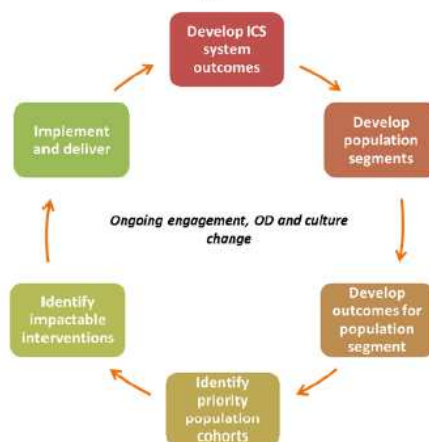 Develop ICS
system
outcomes
Develop
population
segments
Develop
outcomes for
population
segment
Identify
priority
population
cohorts
Identify
impactable
interventions
Implement
and deliver
Ongoing engagement, OD and culture
change